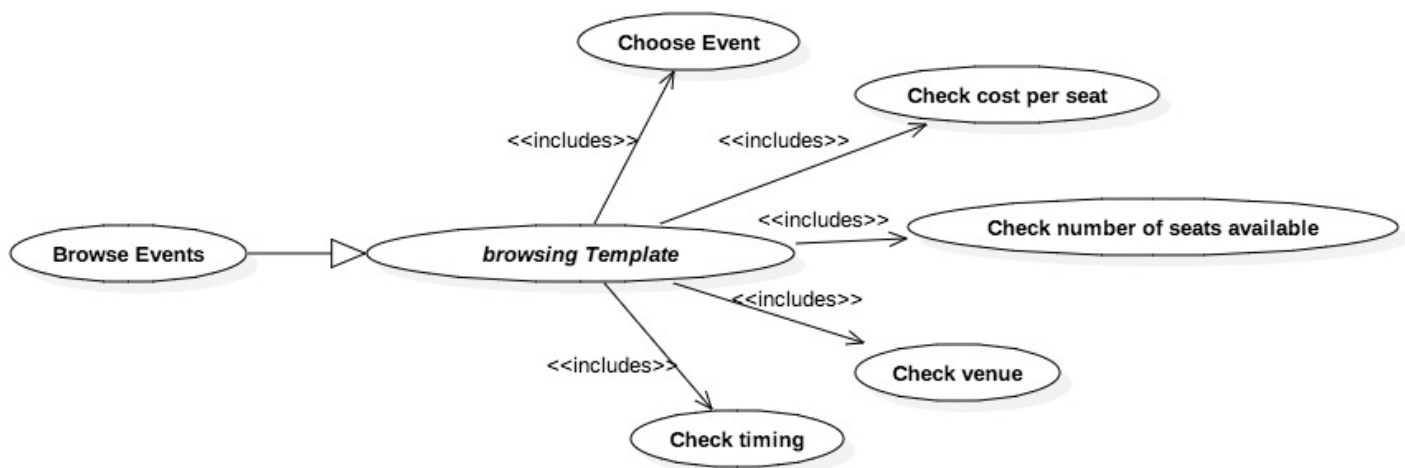 Choose Event
Check cost per seat
<<includes>>
<<includes>>
<<includes>>
Check number of seats available
Browse Events
browsing Template
<<includes>>
<<includes>>
Check venue
Check timing